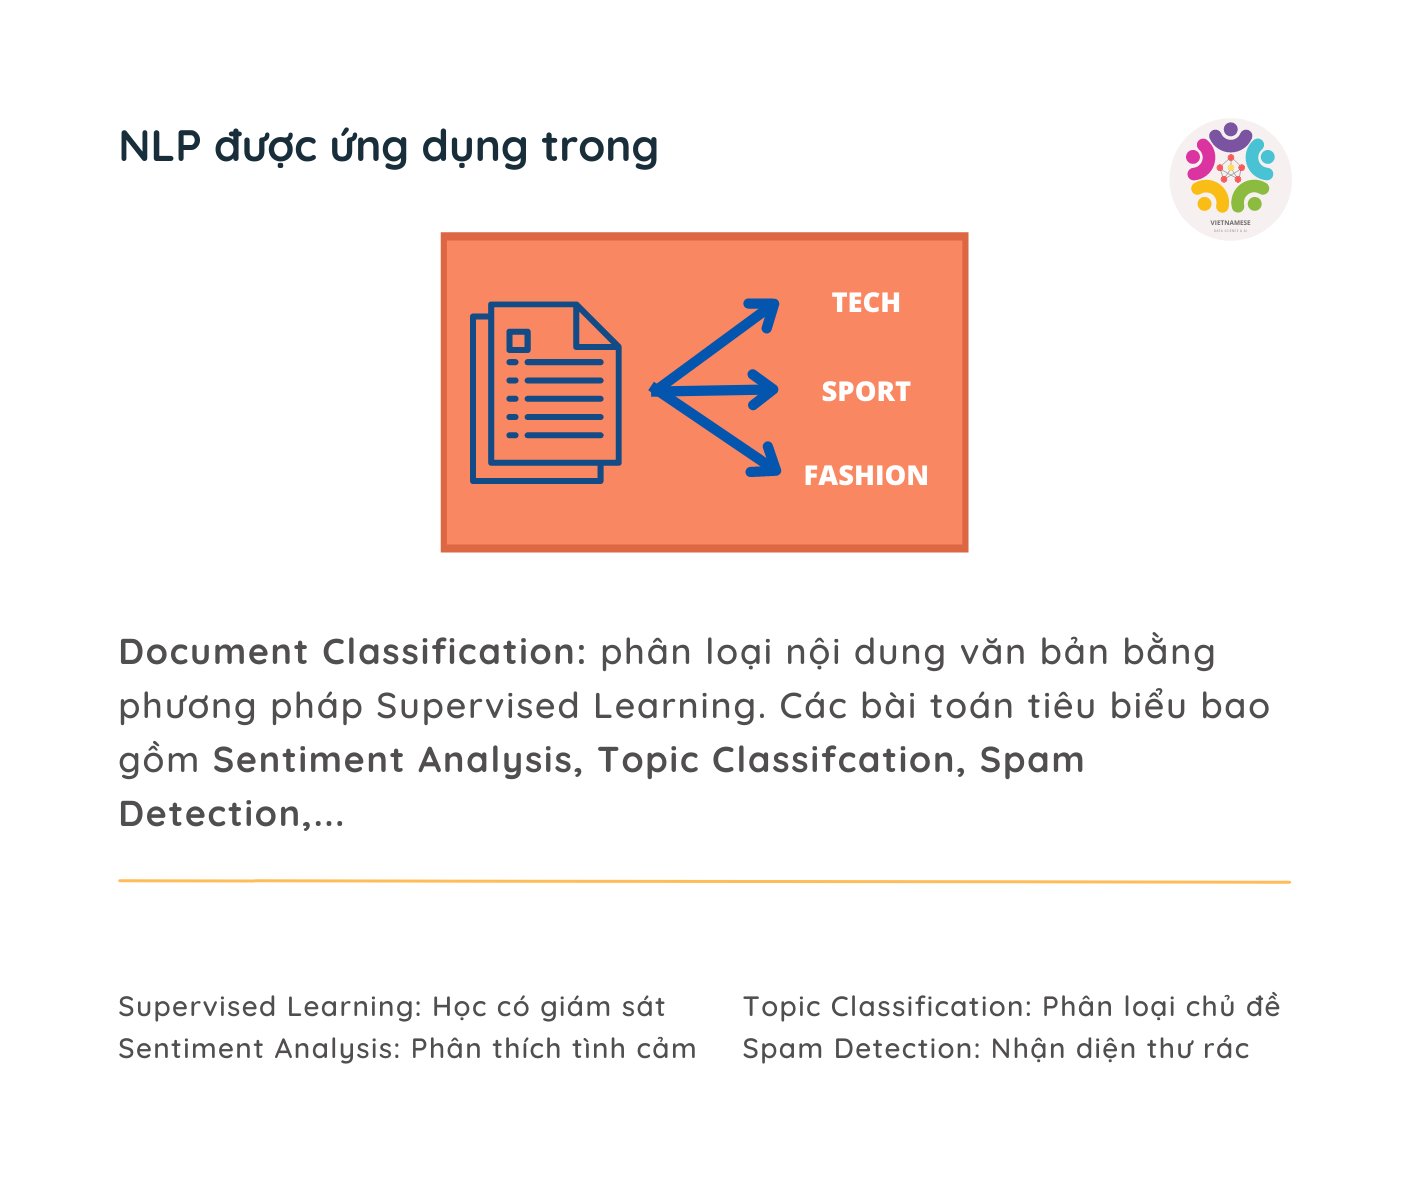 NLP được ứng dụng trong
VIETNAMESE
DATA SCIENCE & AI
TECH
SPORT
FASHION
Document Classification: phân loại nội dung văn bản bằng
phương pháp Supervised Learning. Các bài toán tiêu biểu bao
gồm Sentiment Analysis, Topic Classifcation, Spam
Detection,...
Supervised Learning: Học có giám sát
Sentiment Analysis: Phân thích tình cảm
Topic Classification: Phân loại chủ đề
Spam Detection: Nhận diện thư rác